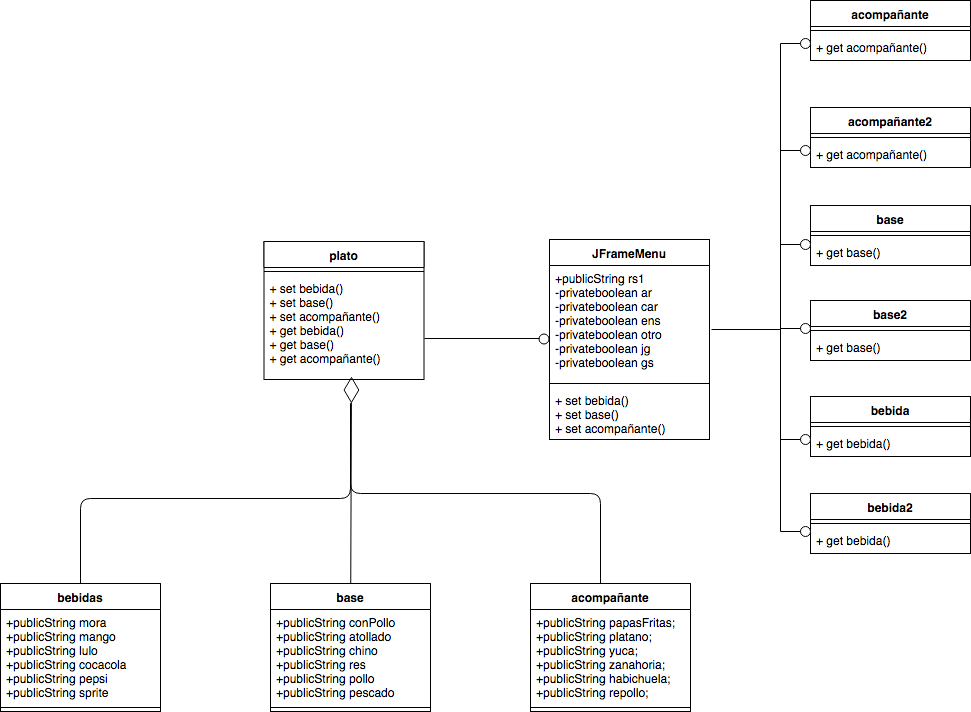 acompañante
+ get acompañante()
acompañante2
+ get acompañante()
base
+ get base()
base2
+ get base()
bebida
+ get bebida()
bebida2
+ get bebida()
plato
+ set bebida()
+ set base()
+ set acompañante()
+ get bebida()
+ get base()
+ get acompañante()
JFrameMenu
+publicString rs1
-privateboolean ar
-privateboolean car
-privateboolean ens
-privateboolean otro
-privateboolean jg
-privateboolean gs
+ set bebida()
+ set base()
+ set acompañante()
bebidas
+publicString mora
+publicString mango
+publicString lulo
+publicString cocacola
+publicString pepsi
+publicString sprite
base
+publicString conPollo
+publicString atollado
+publicString chino
+publicString res
+publicString pollo
+publicString pescado
acompañante
+publicString papasFritas;
+publicString platano;
+publicString yuca;
+publicString zanahoria;
+publicString habichuela;
+publicString repollo;